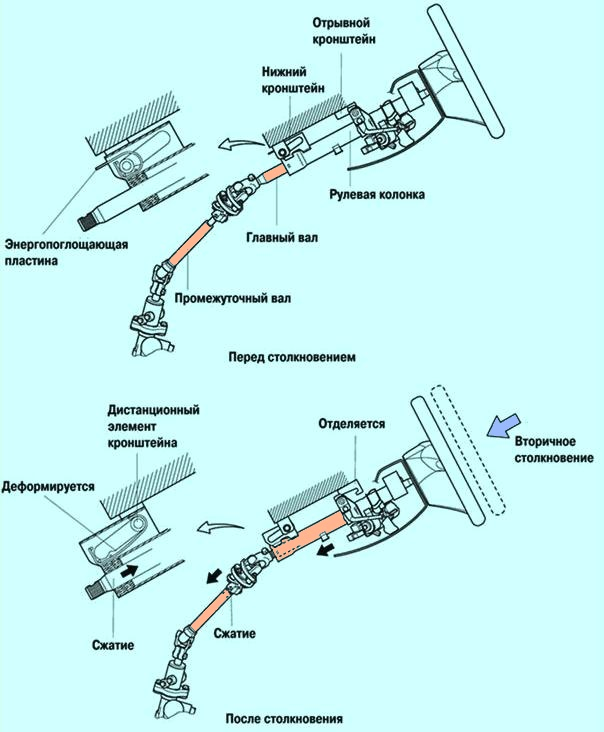 Отрывной
кронштейн
Нижний
кронштейн
Рулевая колонка
Главный вал
Энергопоглощающая
пластина
Промежуточный вал
Перед столкновением
Дистанционный
элемент
кронштейна
Отделяется
Вторичное
столкновение
Деформируется
Сжатие
Сжатие
После столкновения